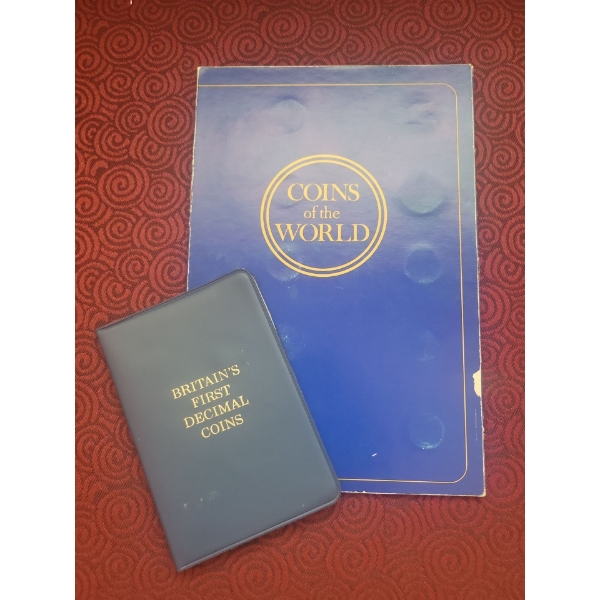 COINS
of the
WORLD
BRITAIN'S
FIRST
DECIMAL
COINS